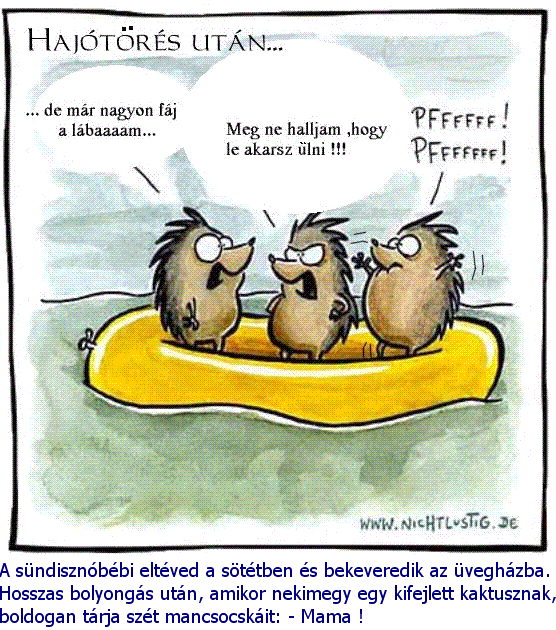 Hajótörés után...
... de már nagyon fáj
a lábaaaam...
Meg ne halljam ,hogy
le akarsz ülni !!!
PFFFFFFF!
PFFFFFFF!
WWW.NICHTLUSTIG.DE
A sündisznóbébi eltéved a sötétben és bekeveredik az üvegházba.
Hosszas bolyongás után, amikor nekimegy egy kifejlett kaktusznak,
boldogan tárja szét mancsocskáit: - Mama !